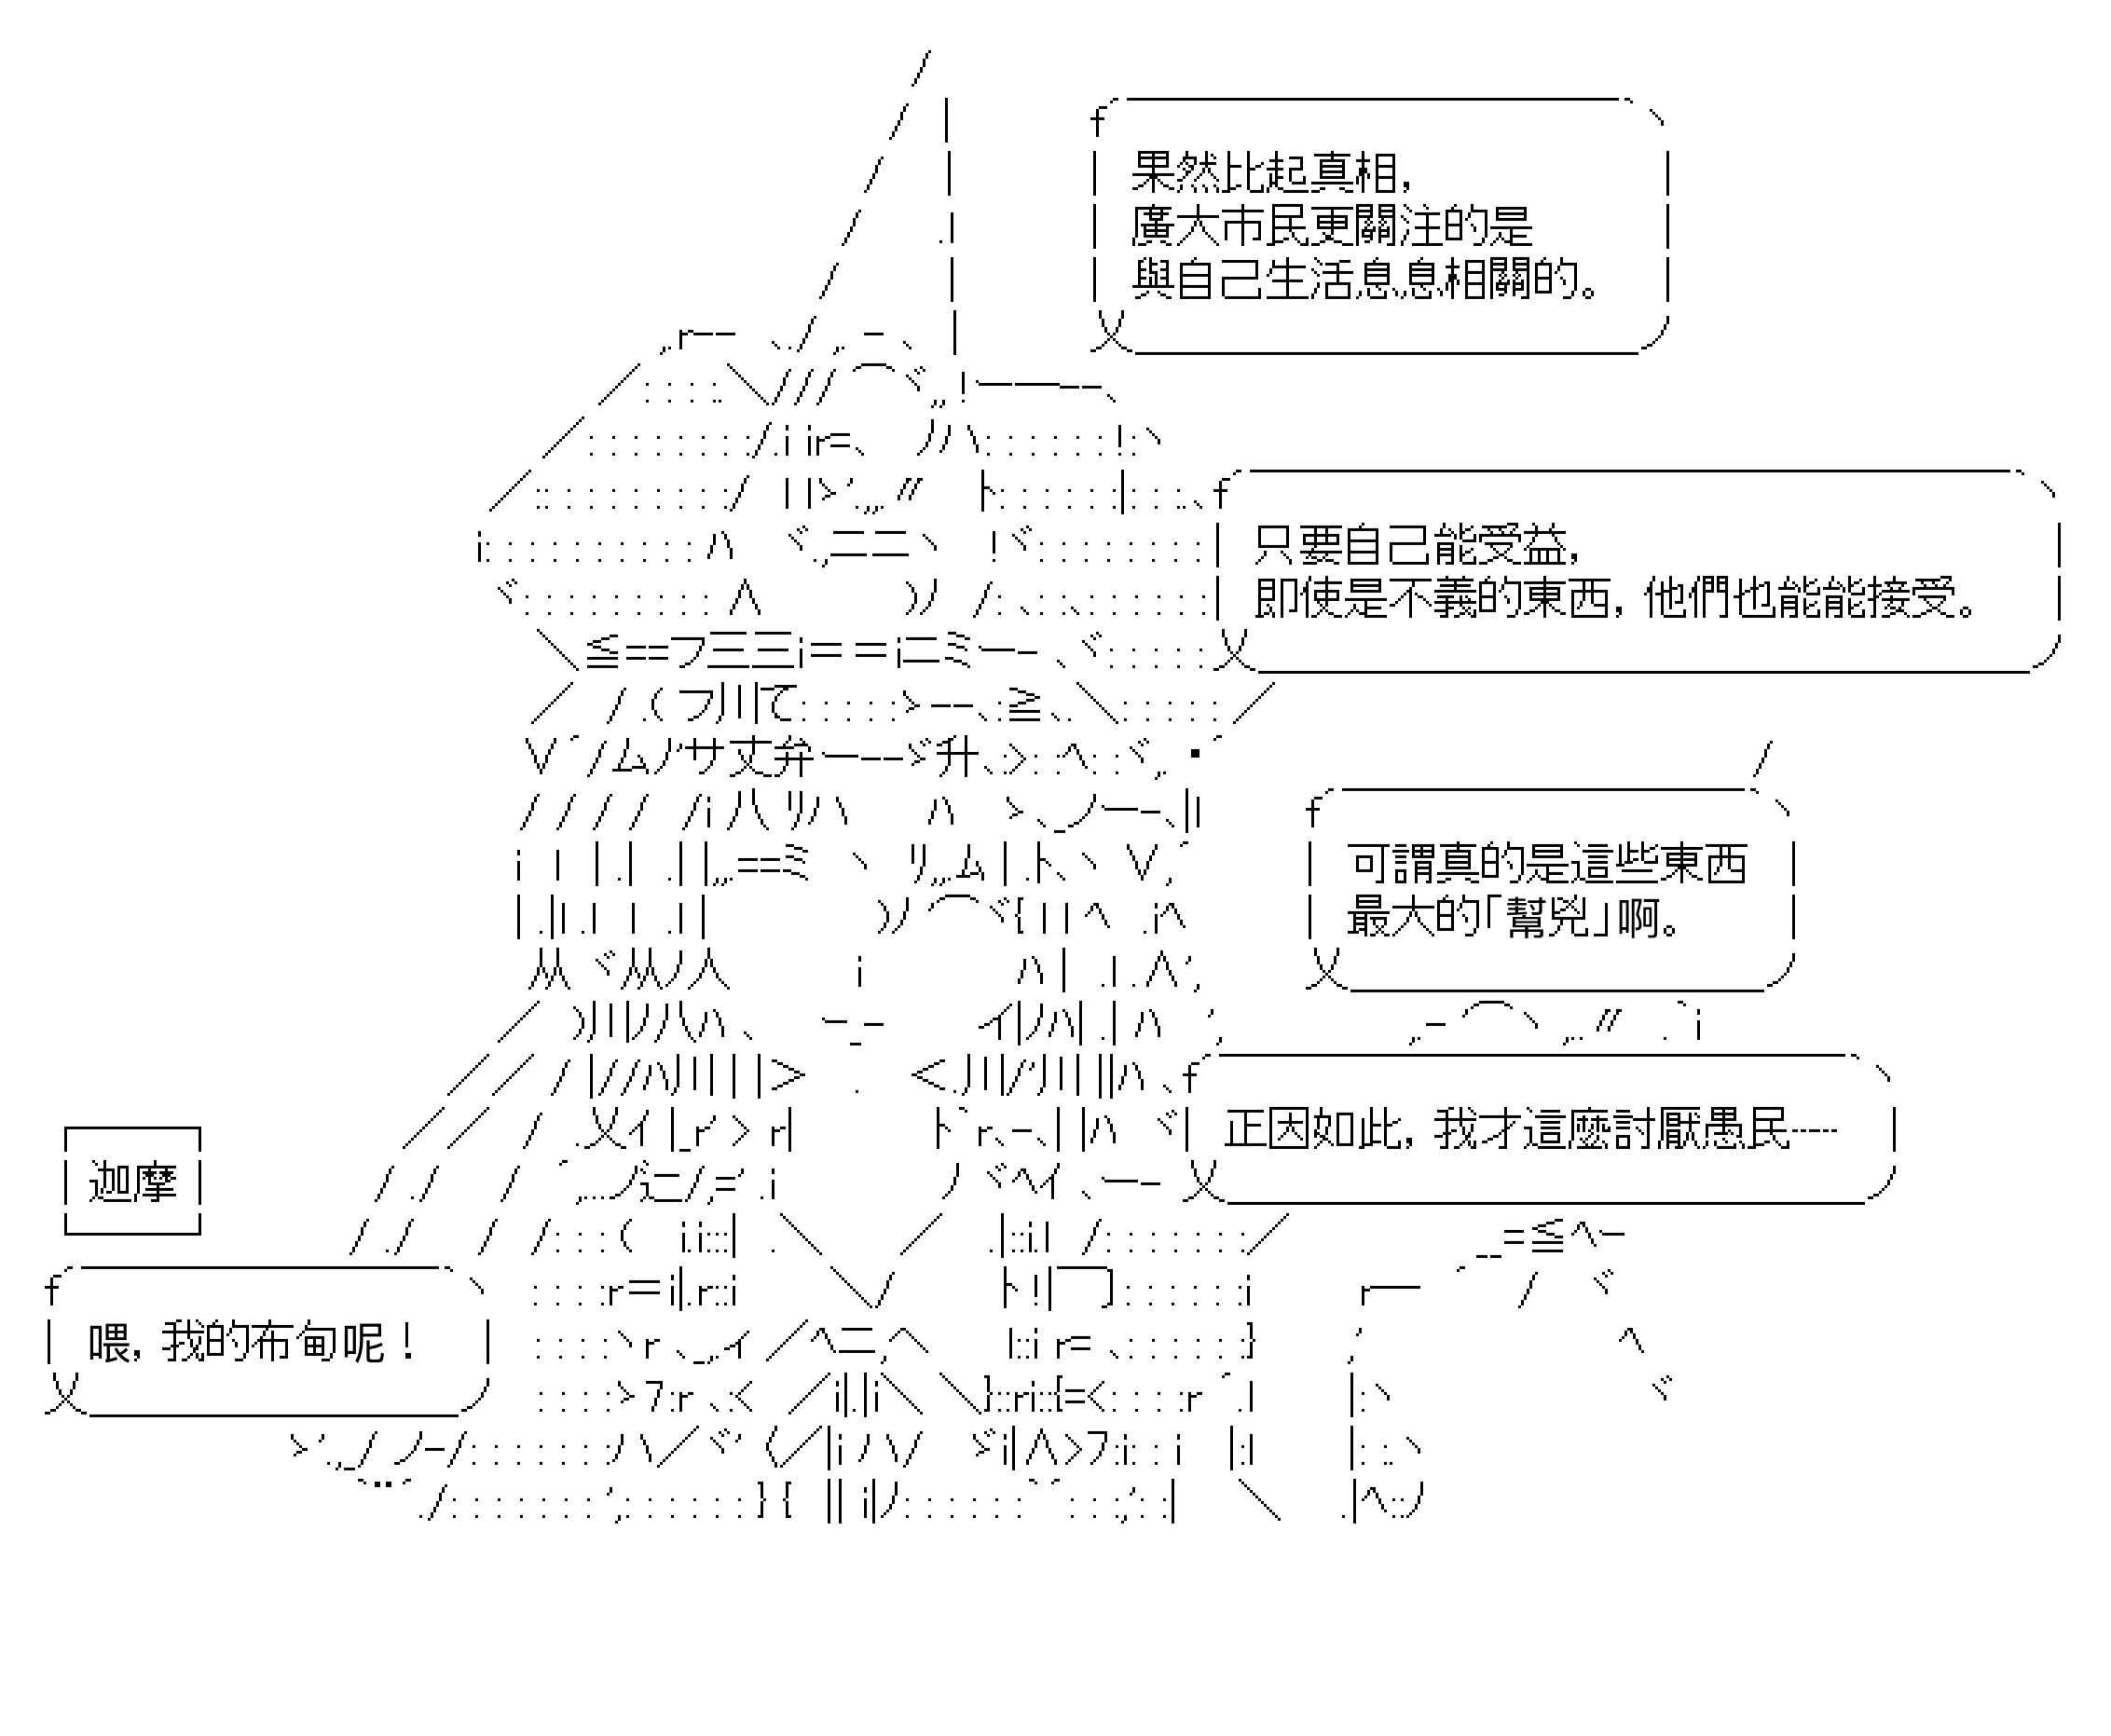 果然比起真相，
廣大市民更關注的是
與自己生活息息相關的。
只要自己能受益，
即使是不義的東西，他們也能能接受。
可謂真的是這些東西
最大的「幫兇」啊。
正因如此，我才這麼討厭愚民┄┄
迦摩
喂，我的布甸呢！